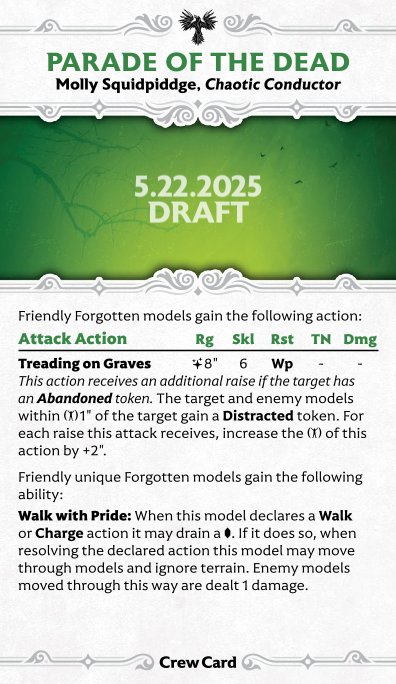 PARADE OF THE DEAD
Molly Squidpiddge, Chaotic Conductor
5.22.2025
DRAFT
Friendly Forgotten models gain the following action:
Attack Action Rg Skl Rst TN Dmg
Treading on Graves 8" 6 Wp - -
This action receives an additional raise if the target has
an Abandoned token. The target and enemy models
within 1" of the target gain a Distracted token. For
each raise this attack receives, increase the of this
action by +2".
Friendly unique Forgotten models gain the following
ability:
Walk with Pride: When this model declares a Walk
or Charge action it may drain a . If it does so, when
resolving the declared action this model may move
through models and ignore terrain. Enemy models
moved through this way are dealt 1 damage.
Crew Card